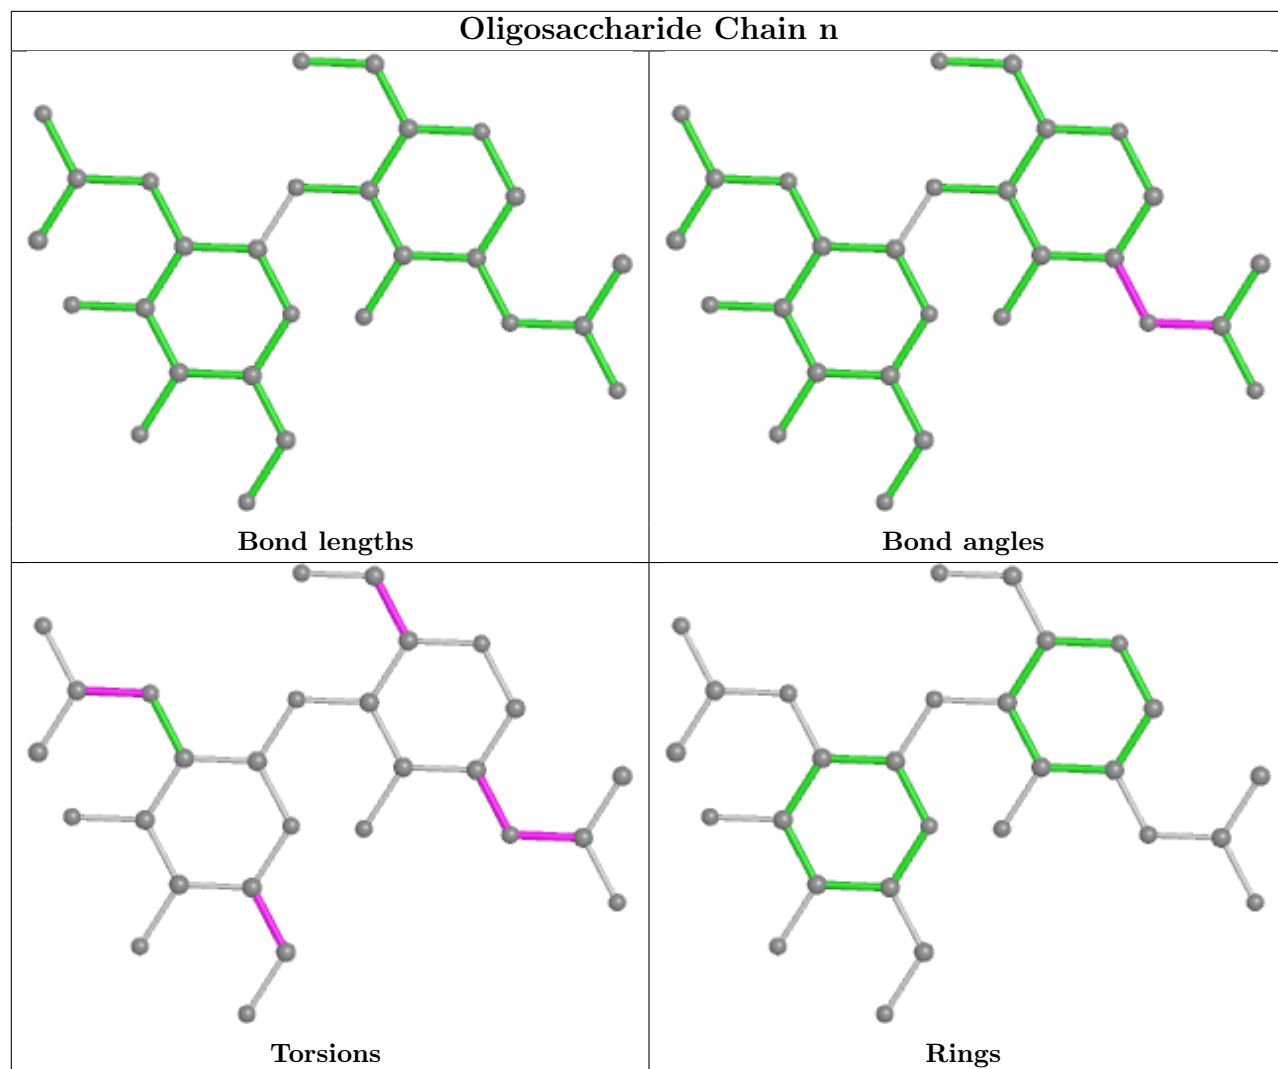 Oligosaccharide Chain n
Bond lengths
Bond angles
Torsions
Rings